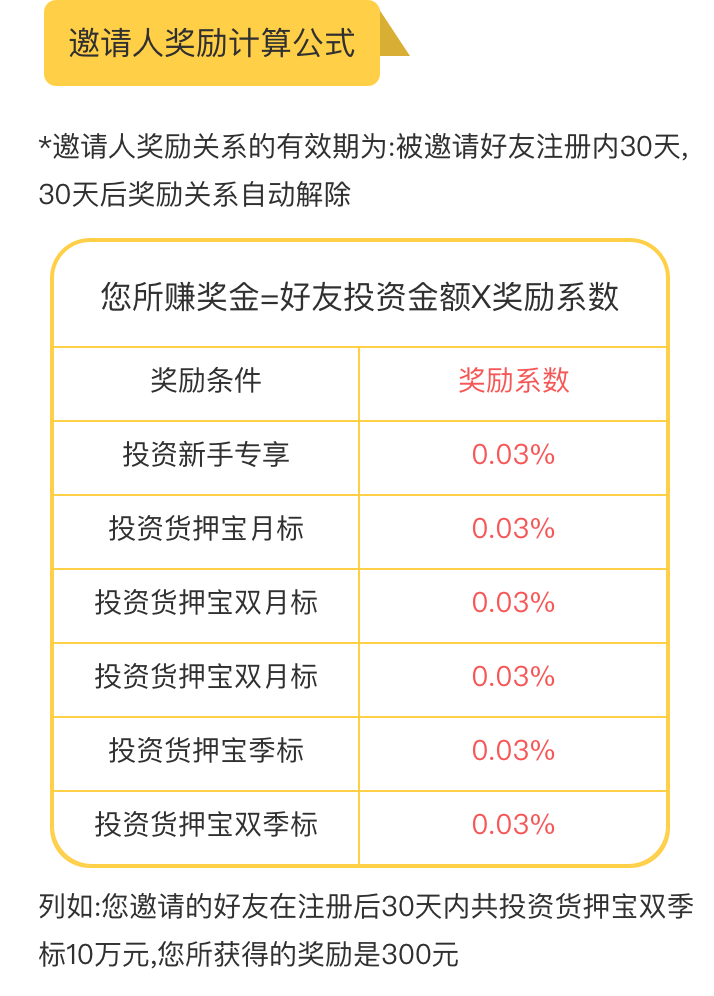 邀请人奖励计算公式
*邀请人奖励关系的有效期为:被邀请好友注册内30天,
30天后奖励关系自动解除
您所赚奖金=好友投资金额X奖励系数
奖励条件 奖励系数
投资新手专享 0.03%
投资货押宝月标 0.03%
投资货押宝双月标 0.03%
投资货押宝双月标 0.03%
投资货押宝季标 0.03%
投资货押宝双季标 0.03%
列如:您邀请的好友在注册后30天内共投资货押宝双季
标10万元,您所获得的奖励是300元